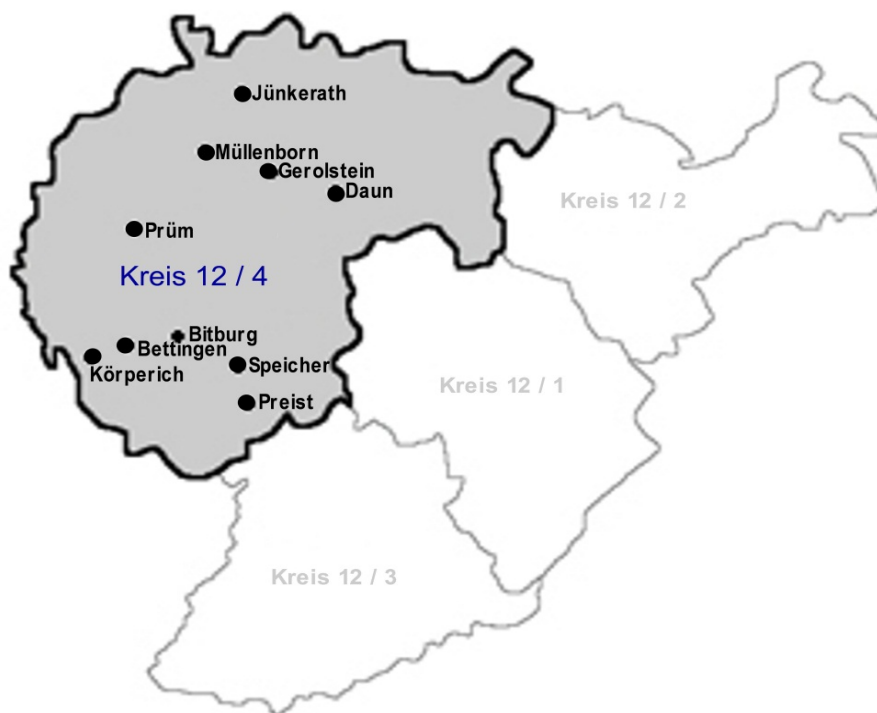 Jünkerath
Müllenborn
Gerolstein
Daun
Kreis 12 / 2
Prüm
Kreis 12 / 4
Bitburg
Bettingen
Körperich
Speicher
Kreis 12 / 1
Preist
Kreis 12 / 3